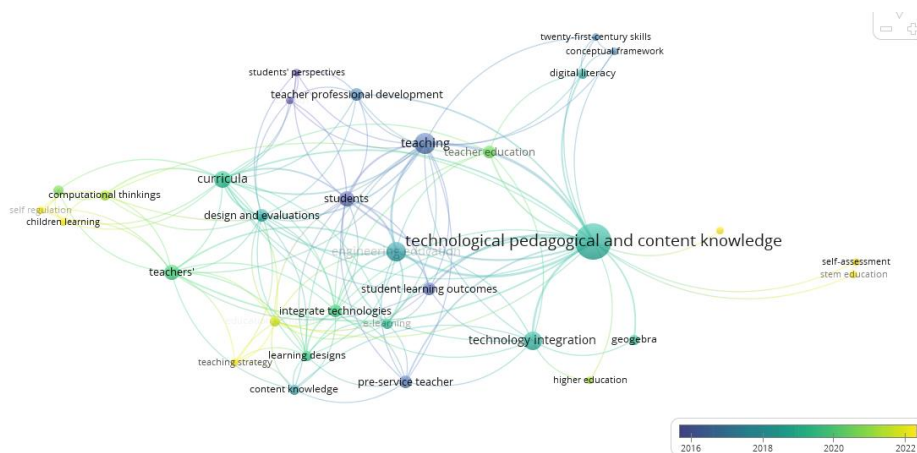 twenty-first-century skills
conceptual framework
digital literacy
students' perspectives
teacher professional development
teaching
teacher education
curricula
computational thinkings
self regulation
children learning
students
design and evaluations
technological pedagogical and content knowledge
engineering education
self-assessment
stem education
teachers'
student learning outcomes
integrate technologies
e-learning
technology integration
geogebra
learning designs
teaching strategy
content knowledge
pre-service teacher
higher education
2016
2018
2020
2022